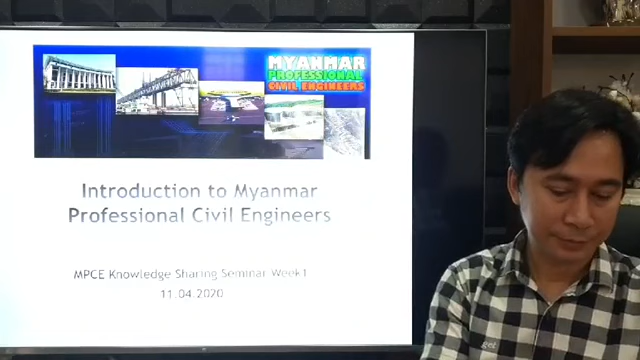 MYANMAR
PROFESSIONAL
CIVIL ENGINEERS
Introduction to Myanmar
Professional Civil Engineers
MPCE Knowledge Sharing Seminar Week1
11.04.2020